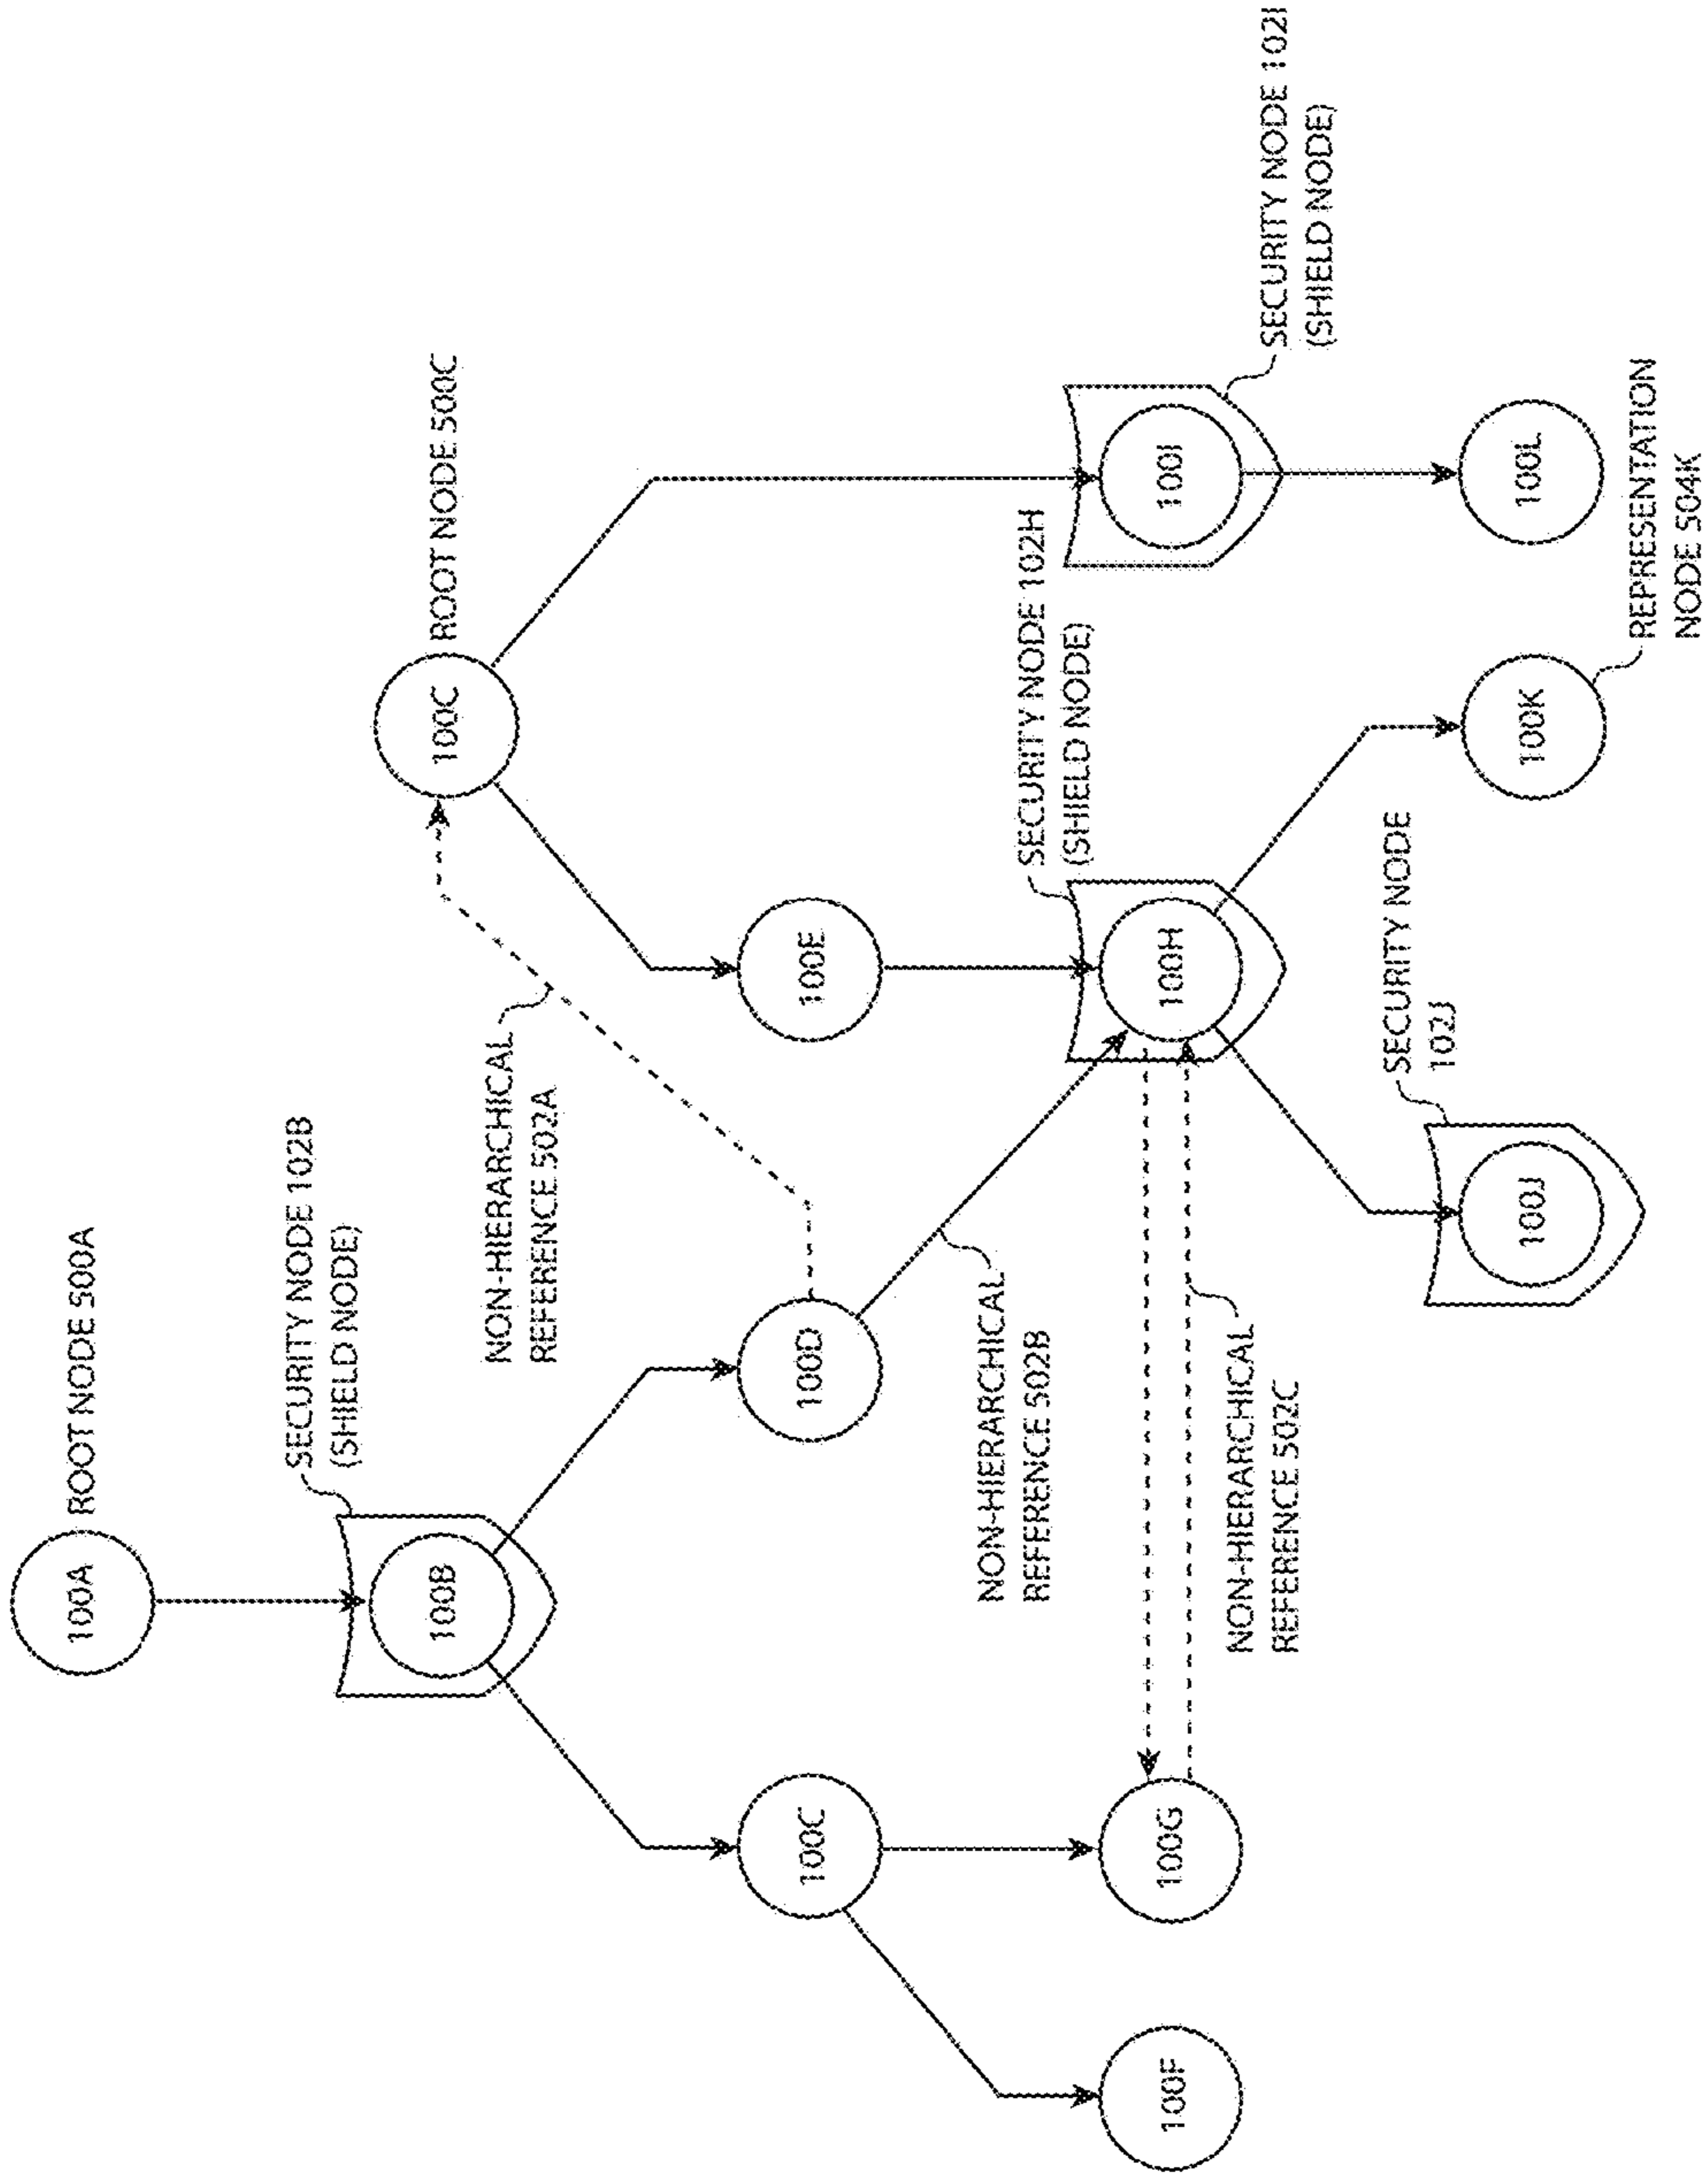 100A
ROOT NODE 500A
SECURITY NODE 102B
(SHIELD NODE)
100B
100C
ROOT NODE 500C
NON-HIERARCHICAL
REFERENCE 502A
100C
100D
100E
NON-HIERARCHICAL
REFERENCE 502B
SECURITY NODE 102H
(SHIELD NODE)
SECURITY NODE 102I
(SHIELD NODE)
100F
100G
100H
100I
NON-HIERARCHICAL
REFERENCE 502C
SECURITY NODE
102J
100J
100K
100L
REPRESENTATION
NODE 504K